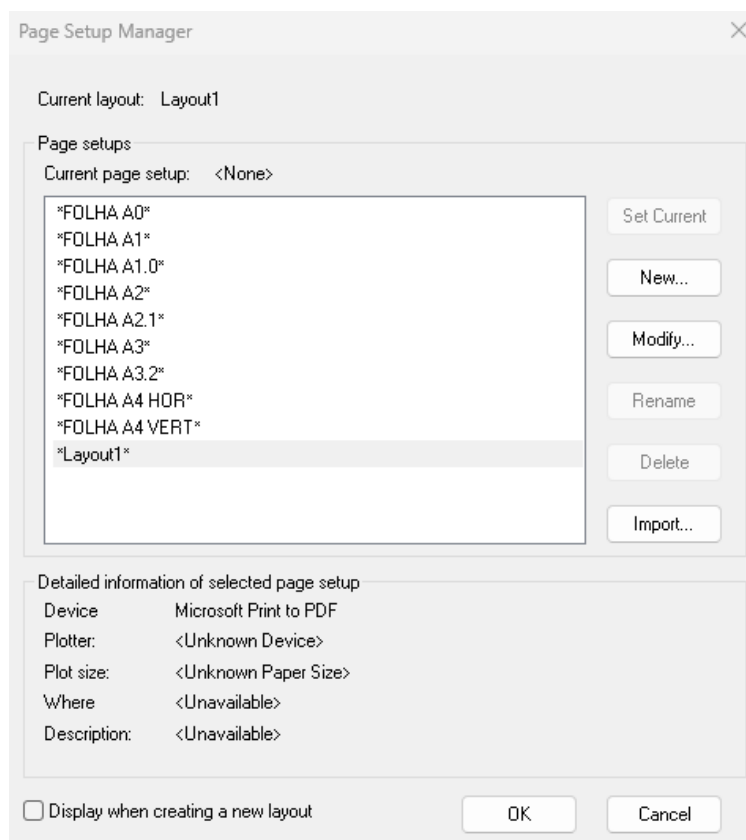 Page Setup Manager
Current layout: Layout1
Page setups
Current page setup: <None>
*FOLHA A0*
*FOLHA A1*
*FOLHA A1.0*
*FOLHA A2*
*FOLHA A2.1*
*FOLHA A3*
*FOLHA A3.2*
*FOLHA A4 HOR*
*FOLHA A4 VERT*
*Layout1*
Set Current
New...
Modify...
Rename
Delete
Import...
Detailed information of selected page setup
Device Microsoft Print to PDF
Plotter: <Unknown Device>
Plot size: <Unknown Paper Size>
Where <Unavailable>
Description: <Unavailable>
Display when creating a new layout
OK Cancel